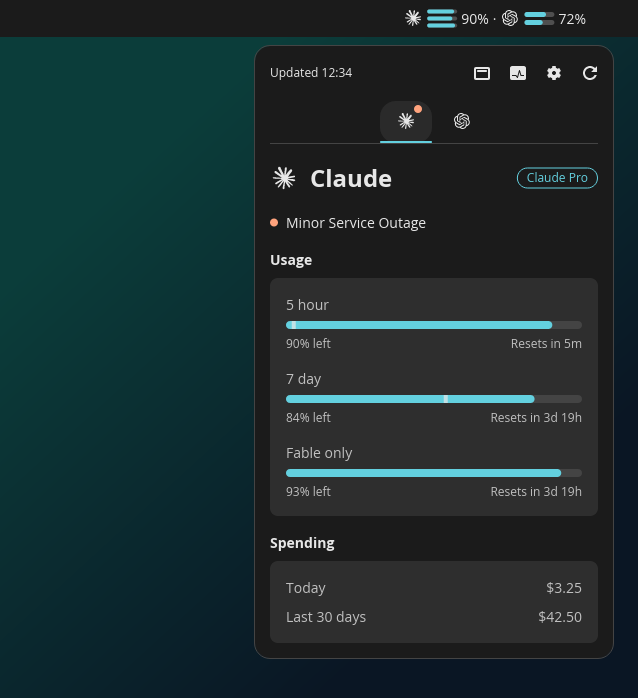 90% · 72%
Updated 12:34
Claude
Claude Pro
Minor Service Outage
Usage
5 hour
90% left
Resets in 5m
7 day
84% left
Resets in 3d 19h
Fable only
93% left
Resets in 3d 19h
Spending
Today
$3.25
Last 30 days
$42.50